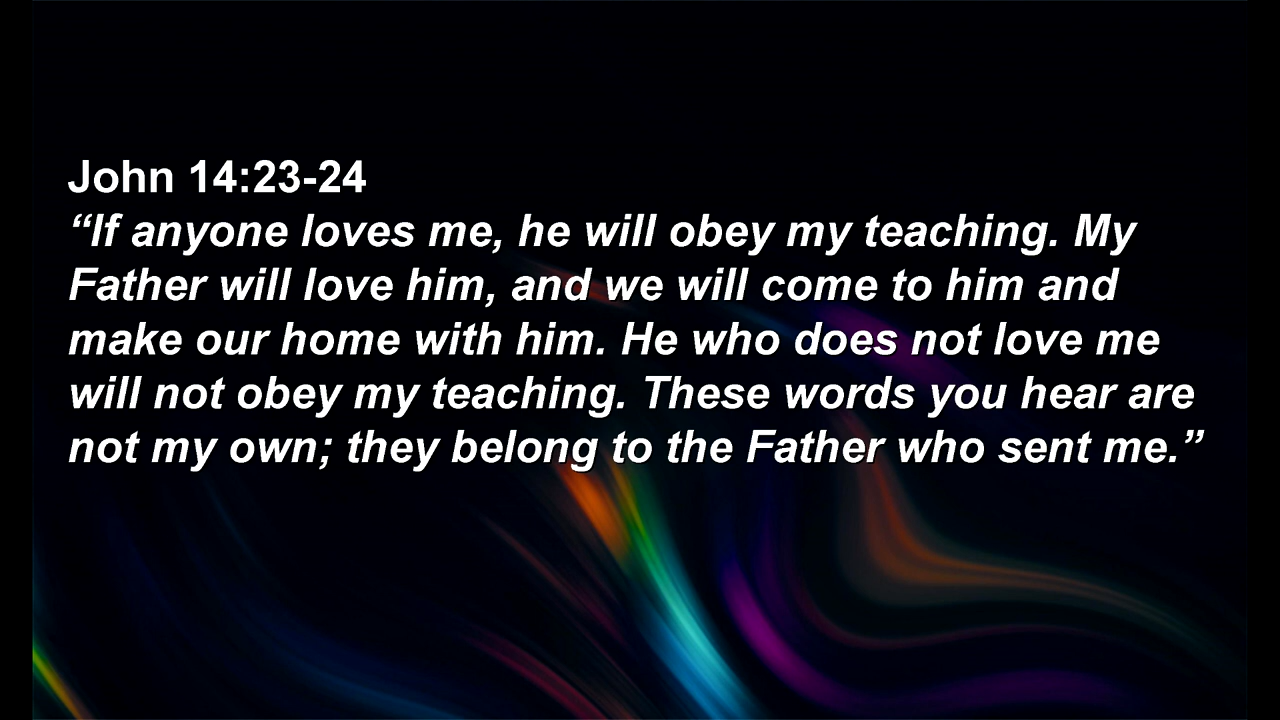 John 14:23-24
“If anyone loves me, he will obey my teaching. My
Father will love him, and we will come to him and
make our home with him. He who does not love me
will not obey my teaching. These words you hear are
not my own; they belong to the Father who sent me.”